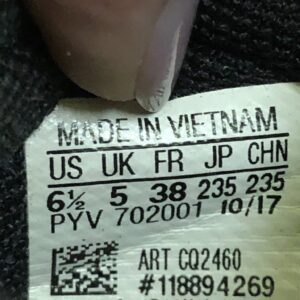 MADE IN VIETNAM
US UK FR JP CHN
6½ 5 38 235 235
PYV 702001 10/17
ART CQ2460
#118894269